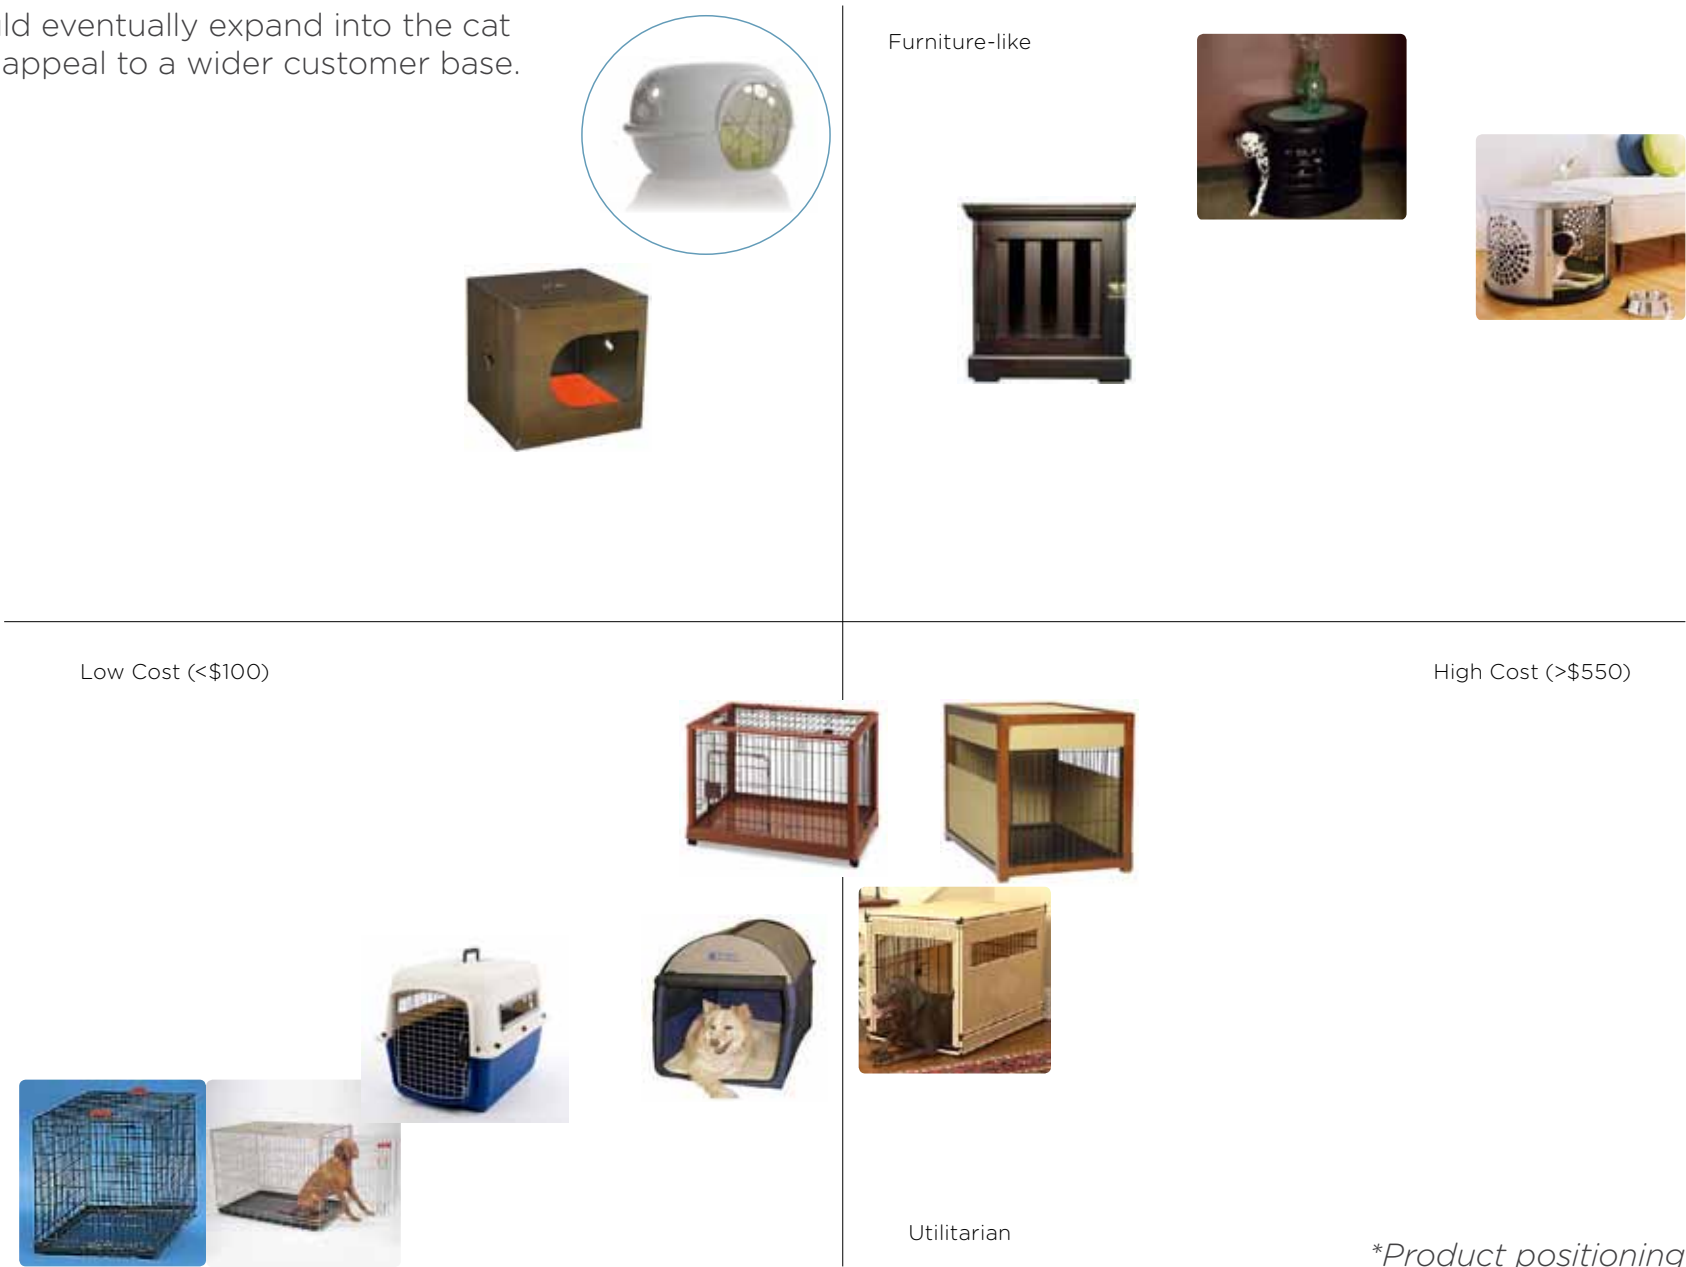 ld eventually expand into the cat
appeal to a wider customer base.
Furniture-like
Low Cost (<$100)
High Cost (>$550)
Utilitarian
*Product positioning